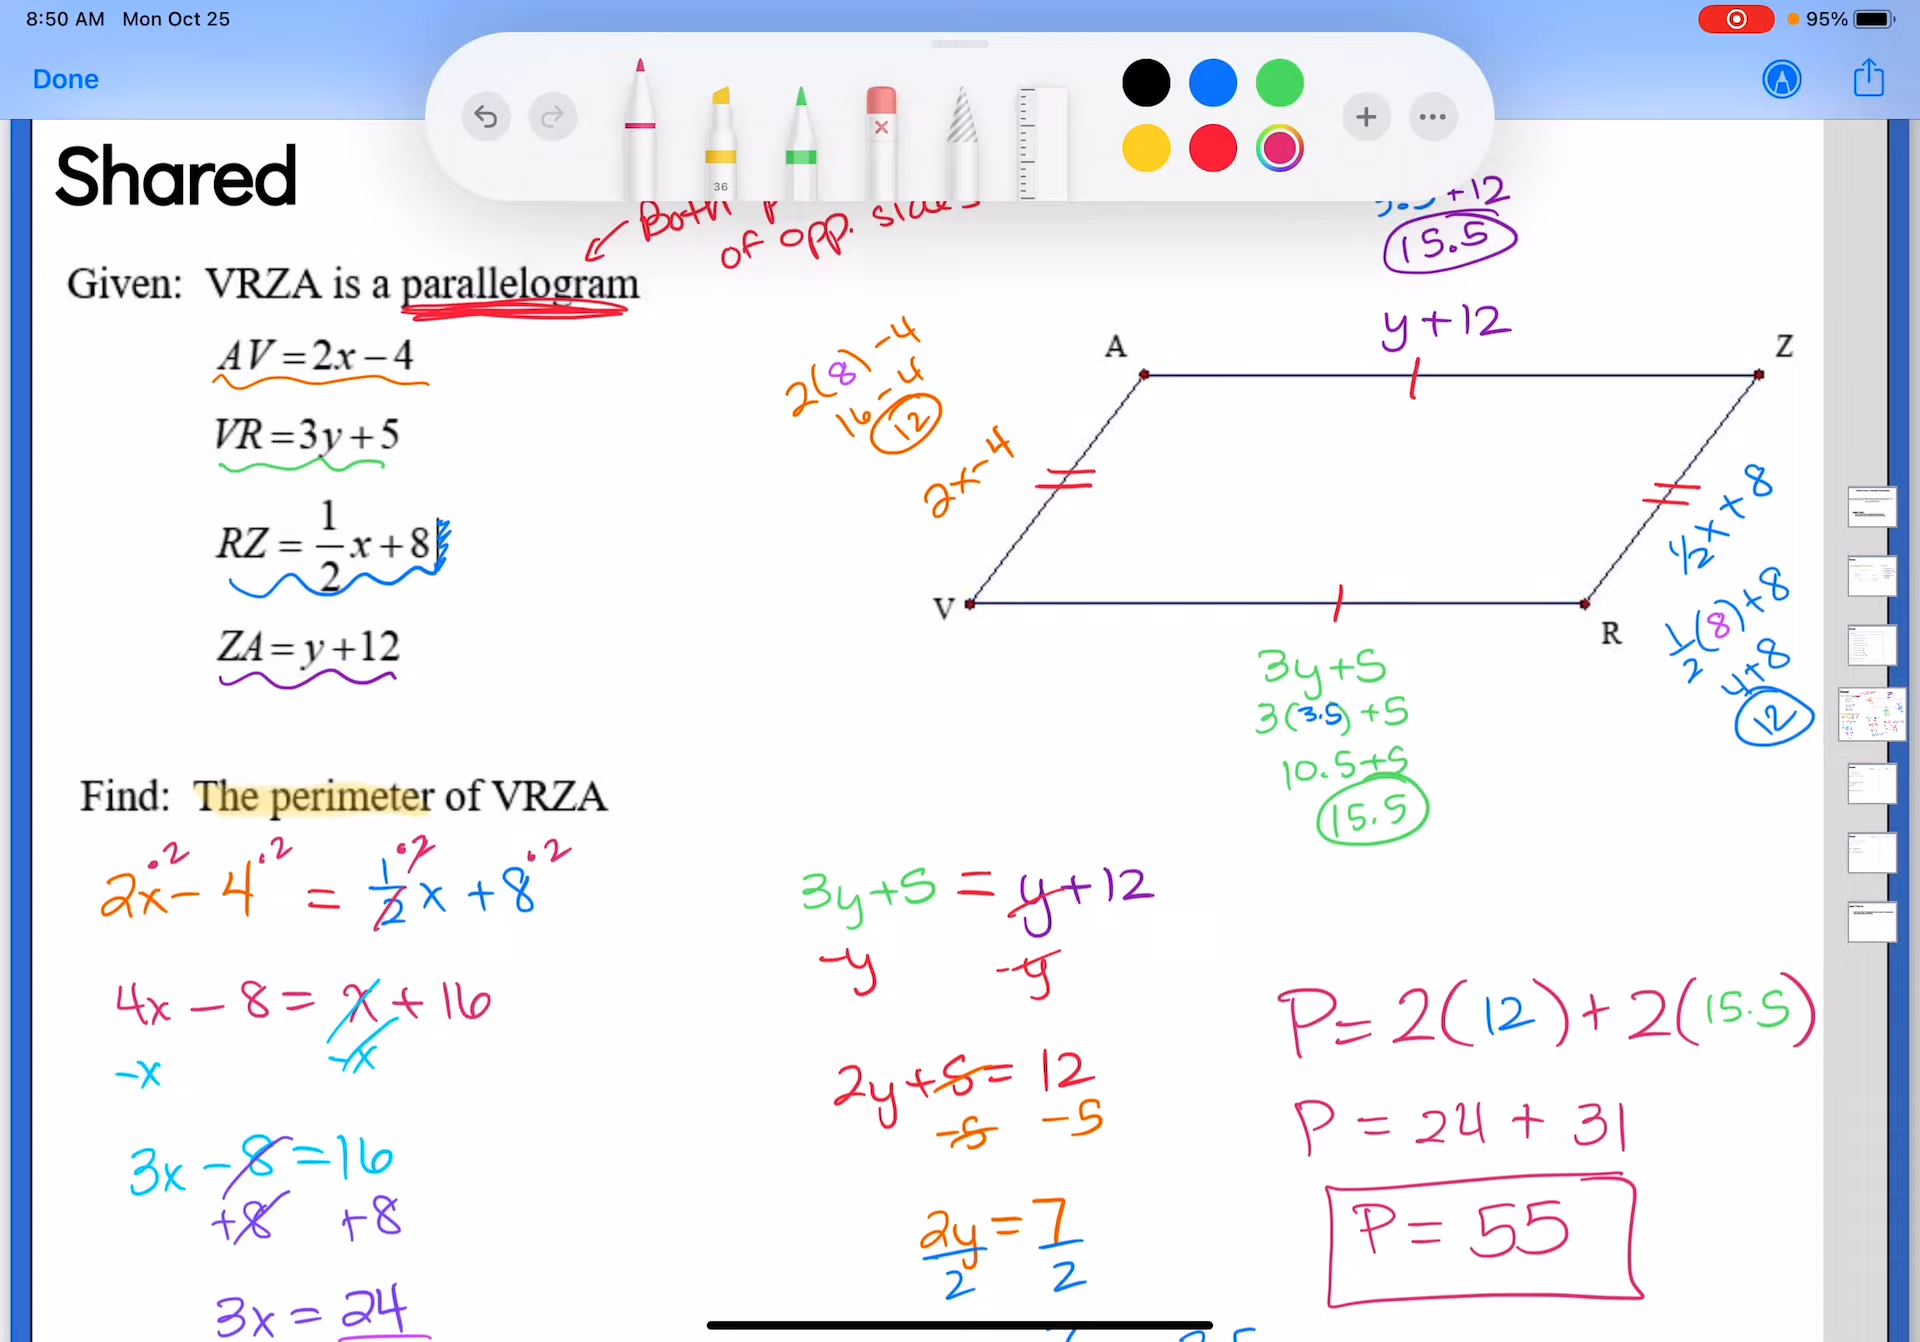 8:50 AM Mon Oct 25
95%
Done
36
Shared
Both
of opp. sides
Given: VRZA is a parallelogram
AV = 2x − 4
VR = 3y + 5
RZ = 1/2 x + 8
ZA = y + 12
+12
15.5
y + 12
A
Z
2(8) − 4
16 − 4
12
2x − 4
1/2 x + 8
V
R
1/2 (8) + 8
4 + 8
12
3y + 5
3(3.5) + 5
10.5 + 5
15.5
Find: The perimeter of VRZA
•2 •2 •2 •2
2x − 4 = 1/2 x + 8
4x − 8 = x + 16
−x −x
3x − 8 = 16
+8 +8
3x = 24
3y + 5 = y + 12
−y −y
2y + 5 = 12
−5 −5
2y = 7
2 2
P = 2(12) + 2(15.5)
P = 24 + 31
P = 55